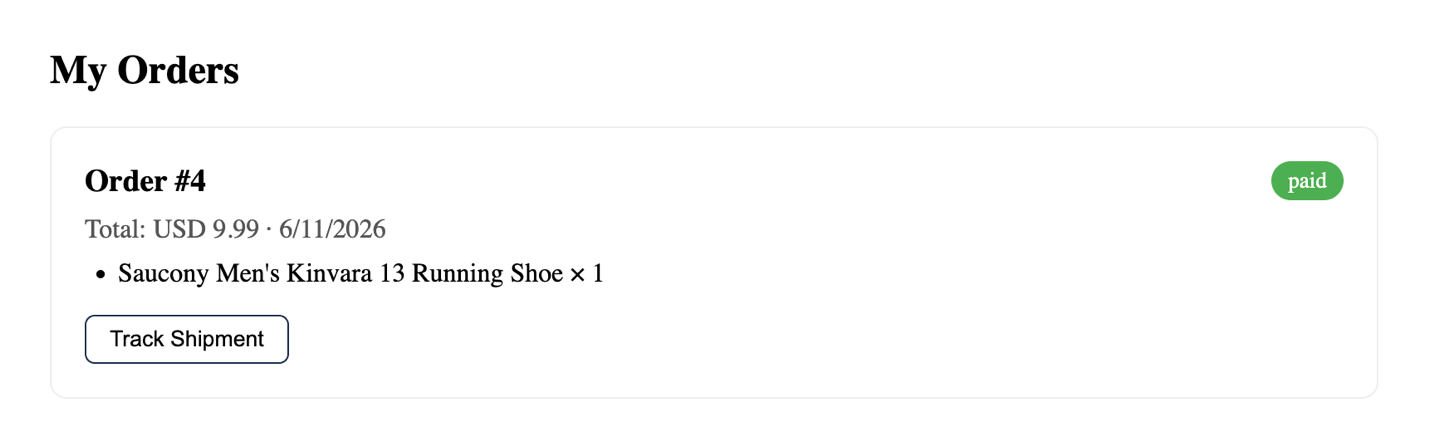 My Orders
Order #4
paid
Total: USD 9.99 · 6/11/2026
• Saucony Men's Kinvara 13 Running Shoe × 1
Track Shipment